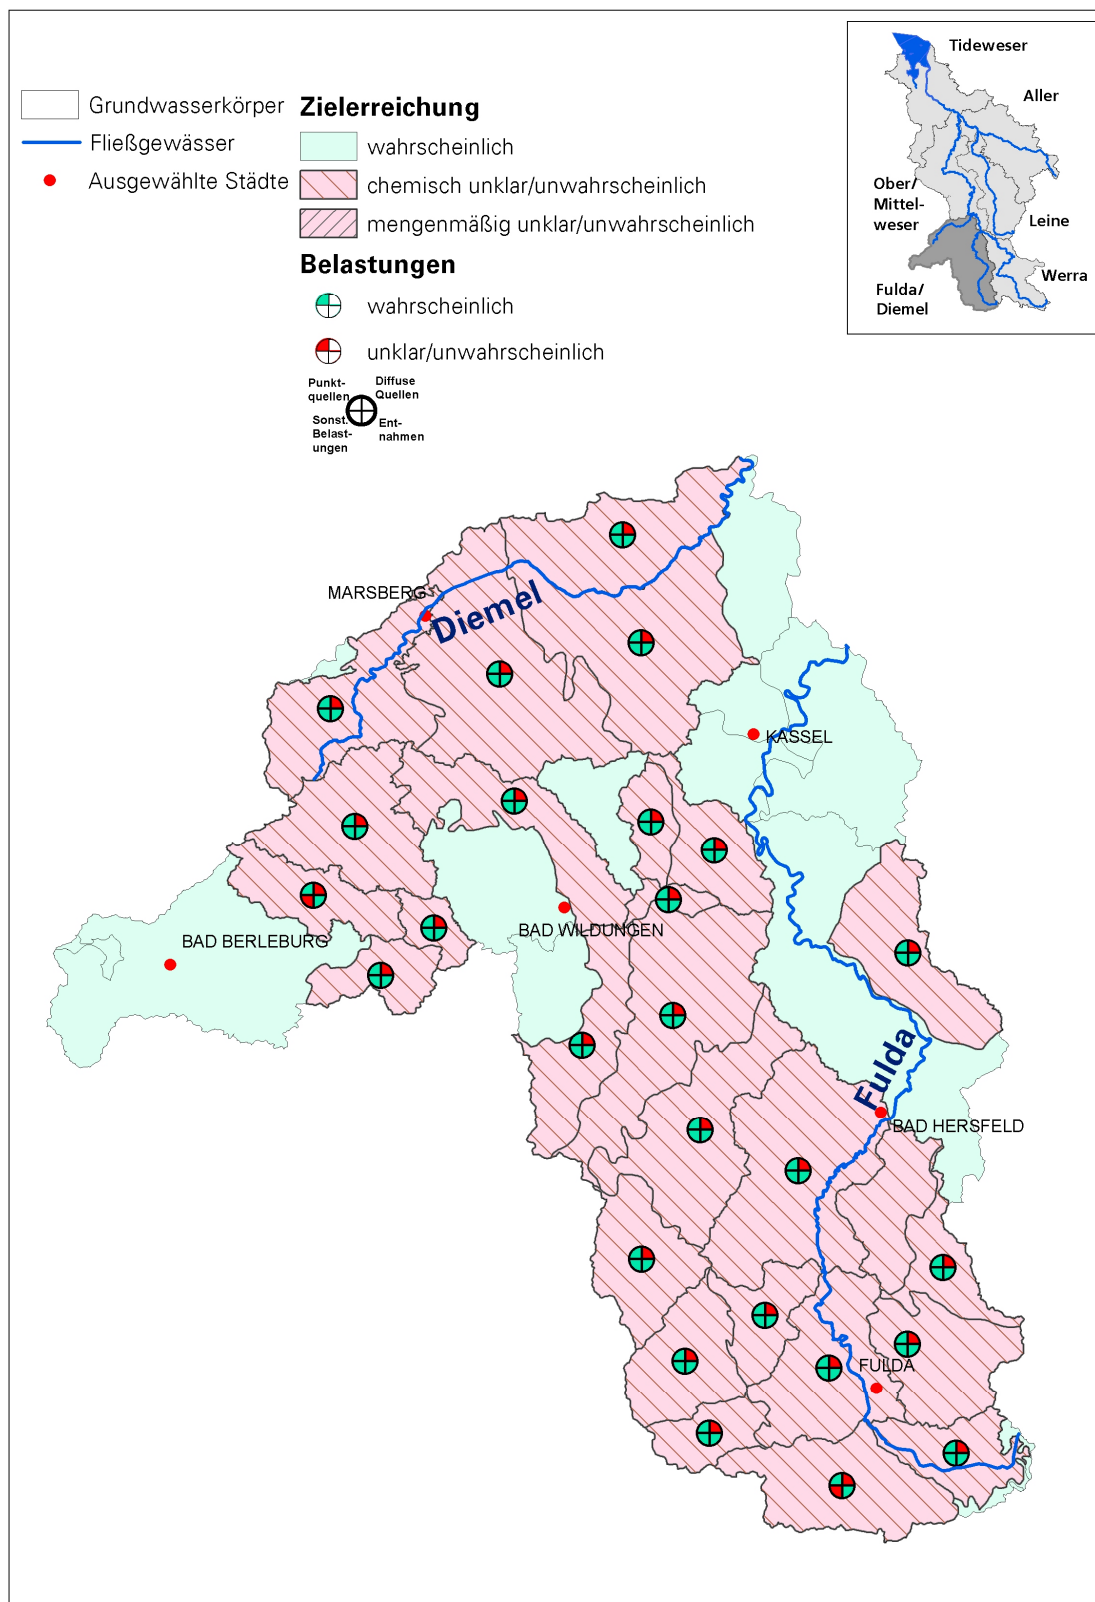 Grundwasserkörper
Fließgewässer
Ausgewählte Städte
Zielerreichung
wahrscheinlich
chemisch unklar/unwahrscheinlich
mengenmäßig unklar/unwahrscheinlich
Belastungen
wahrscheinlich
unklar/unwahrscheinlich
Punkt-
quellen
Diffuse
Quellen
Sonst.
Belast-
ungen
Ent-
nahmen
Tideweser
Aller
Ober/
Mittel-
weser
Leine
Werra
Fulda/
Diemel
MARSBERG
Diemel
KASSEL
BAD WILDUNGEN
BAD BERLEBURG
Fulda
BAD HERSFELD
FULDA